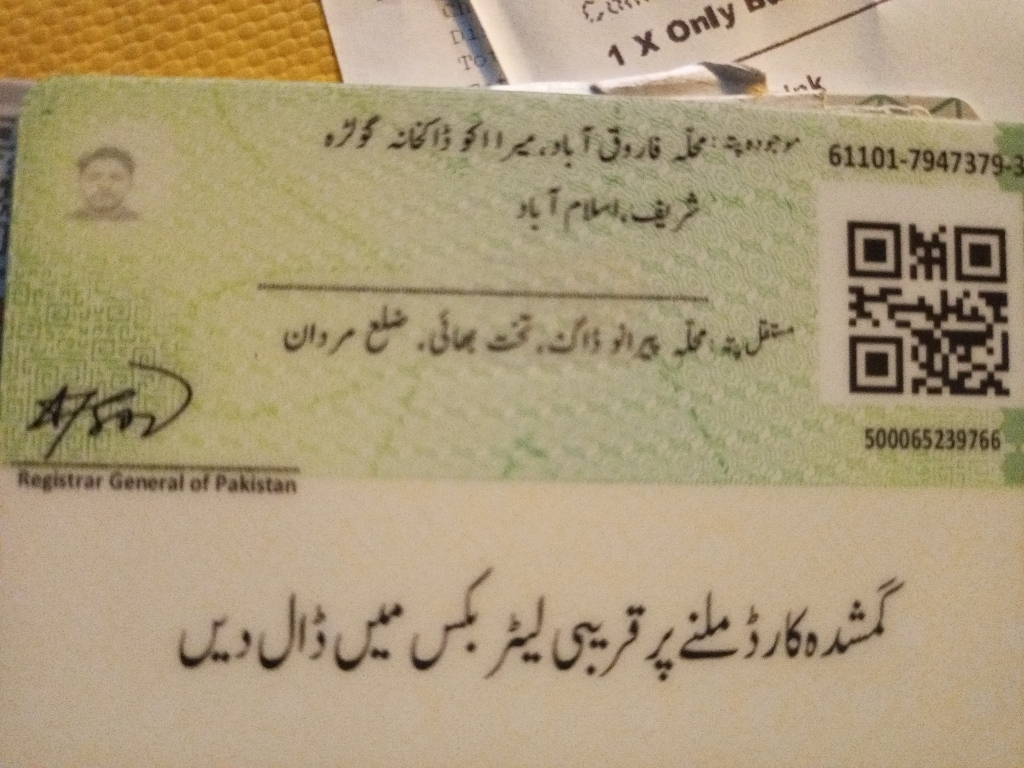 1 X Only
موجودہ پتہ: محلہ فاروق آباد، میرا اکو ڈاکخانہ گولڑہ
شریف، اسلام آباد
61101-7947379-3
مستقل پتہ: محلہ پیرانو ڈاگ، تخت بھائی، ضلع مردان
500065239766
Registrar General of Pakistan
گمشدہ کارڈ ملنے پر قریبی لیٹر بکس میں ڈال دیں